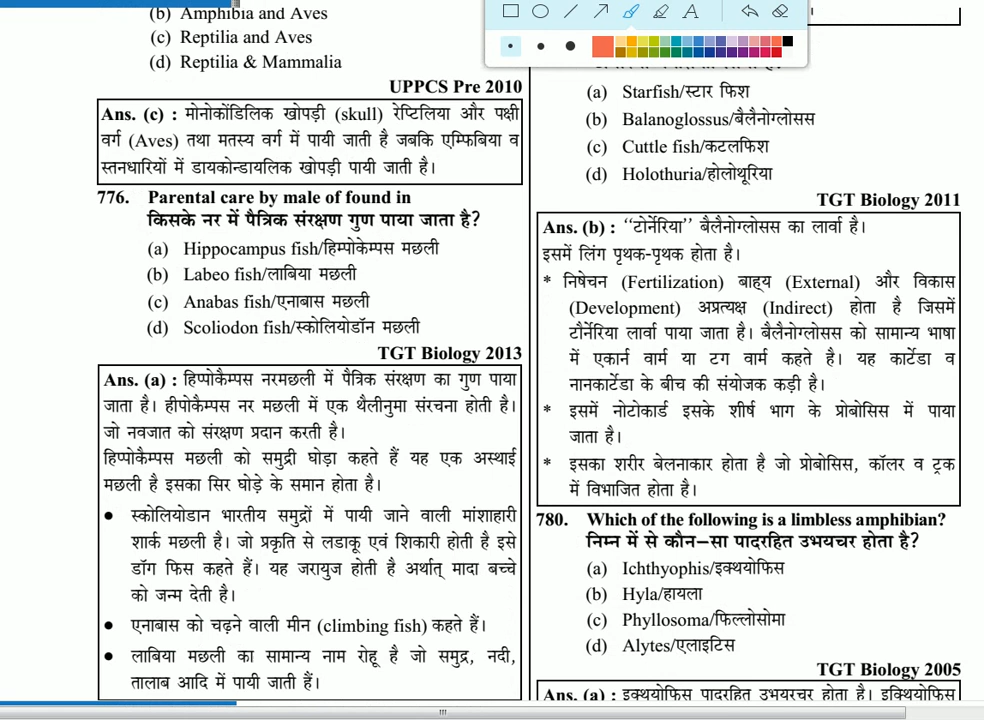 (b) Amphibia and Aves
(c) Reptilia and Aves
(d) Reptilia & Mammalia
UPPCS Pre 2010
Ans. (c) : मोनोकोंडिलिक खोपड़ी (skull) रेप्टिलिया और पक्षी
वर्ग (Aves) तथा मतस्य वर्ग में पायी जाती है जबकि एम्फिबिया व
स्तनधारियों में डायकोन्डायलिक खोपड़ी पायी जाती है।
776. Parental care by male of found in
किसके नर में पैत्रिक संरक्षण गुण पाया जाता है?
(a) Hippocampus fish/हिम्पोकेम्पस मछली
(b) Labeo fish/लाबिया मछली
(c) Anabas fish/एनाबास मछली
(d) Scoliodon fish/स्कोलियोडॉन मछली
TGT Biology 2013
Ans. (a) : हिप्पोकैम्पस नरमछली में पैत्रिक संरक्षण का गुण पाया
जाता है। हीपोकैम्पस नर मछली में एक थैलीनुमा संरचना होती है।
जो नवजात को संरक्षण प्रदान करती है।
हिप्पोकैम्पस मछली को समुद्री घोड़ा कहते हैं यह एक अस्थाई
मछली है इसका सिर घोड़े के समान होता है।
● स्कोलियोडान भारतीय समुद्रों में पायी जाने वाली मांशाहारी
शार्क मछली है। जो प्रकृति से लडाकू एवं शिकारी होती है इसे
डॉग फिस कहते हैं। यह जरायुज होती है अर्थात् मादा बच्चे
को जन्म देती है।
● एनाबास को चढ़ने वाली मीन (climbing fish) कहते हैं।
● लाबिया मछली का सामान्य नाम रोहू है जो समुद्र, नदी,
तालाब आदि में पायी जाती हैं।
A
(a) Starfish/स्टार फिश
(b) Balanoglossus/बैलैनोग्लोसस
(c) Cuttle fish/कटलफिश
(d) Holothuria/होलोथूरिया
TGT Biology 2011
Ans. (b) : “टोर्नेरिया” बैलैनोग्लोसस का लार्वा है।
इसमें लिंग पृथक-पृथक होता है।
* निषेचन (Fertilization) बाह्य (External) और विकास
(Development) अप्रत्यक्ष (Indirect) होता है जिसमें
टौर्नेरिया लार्वा पाया जाता है। बैलैनोग्लोसस को सामान्य भाषा
में एकार्न वार्म या टग वार्म कहते है। यह कार्टेडा व
नानकार्टेडा के बीच की संयोजक कड़ी है।
* इसमें नोटोकार्ड इसके शीर्ष भाग के प्रोबोसिस में पाया
जाता है।
* इसका शरीर बेलनाकार होता है जो प्रोबोसिस, कॉलर व ट्रक
में विभाजित होता है।
780. Which of the following is a limbless amphibian?
निम्न में से कौन–सा पादरहित उभयचर होता है?
(a) Ichthyophis/इक्थयोफिस
(b) Hyla/हायला
(c) Phyllosoma/फिल्लोसोमा
(d) Alytes/एलाइटिस
TGT Biology 2005
Ans. (a) : इक्थयोफिस पादरहित उभयरचर होता है। इक्थियोफिस